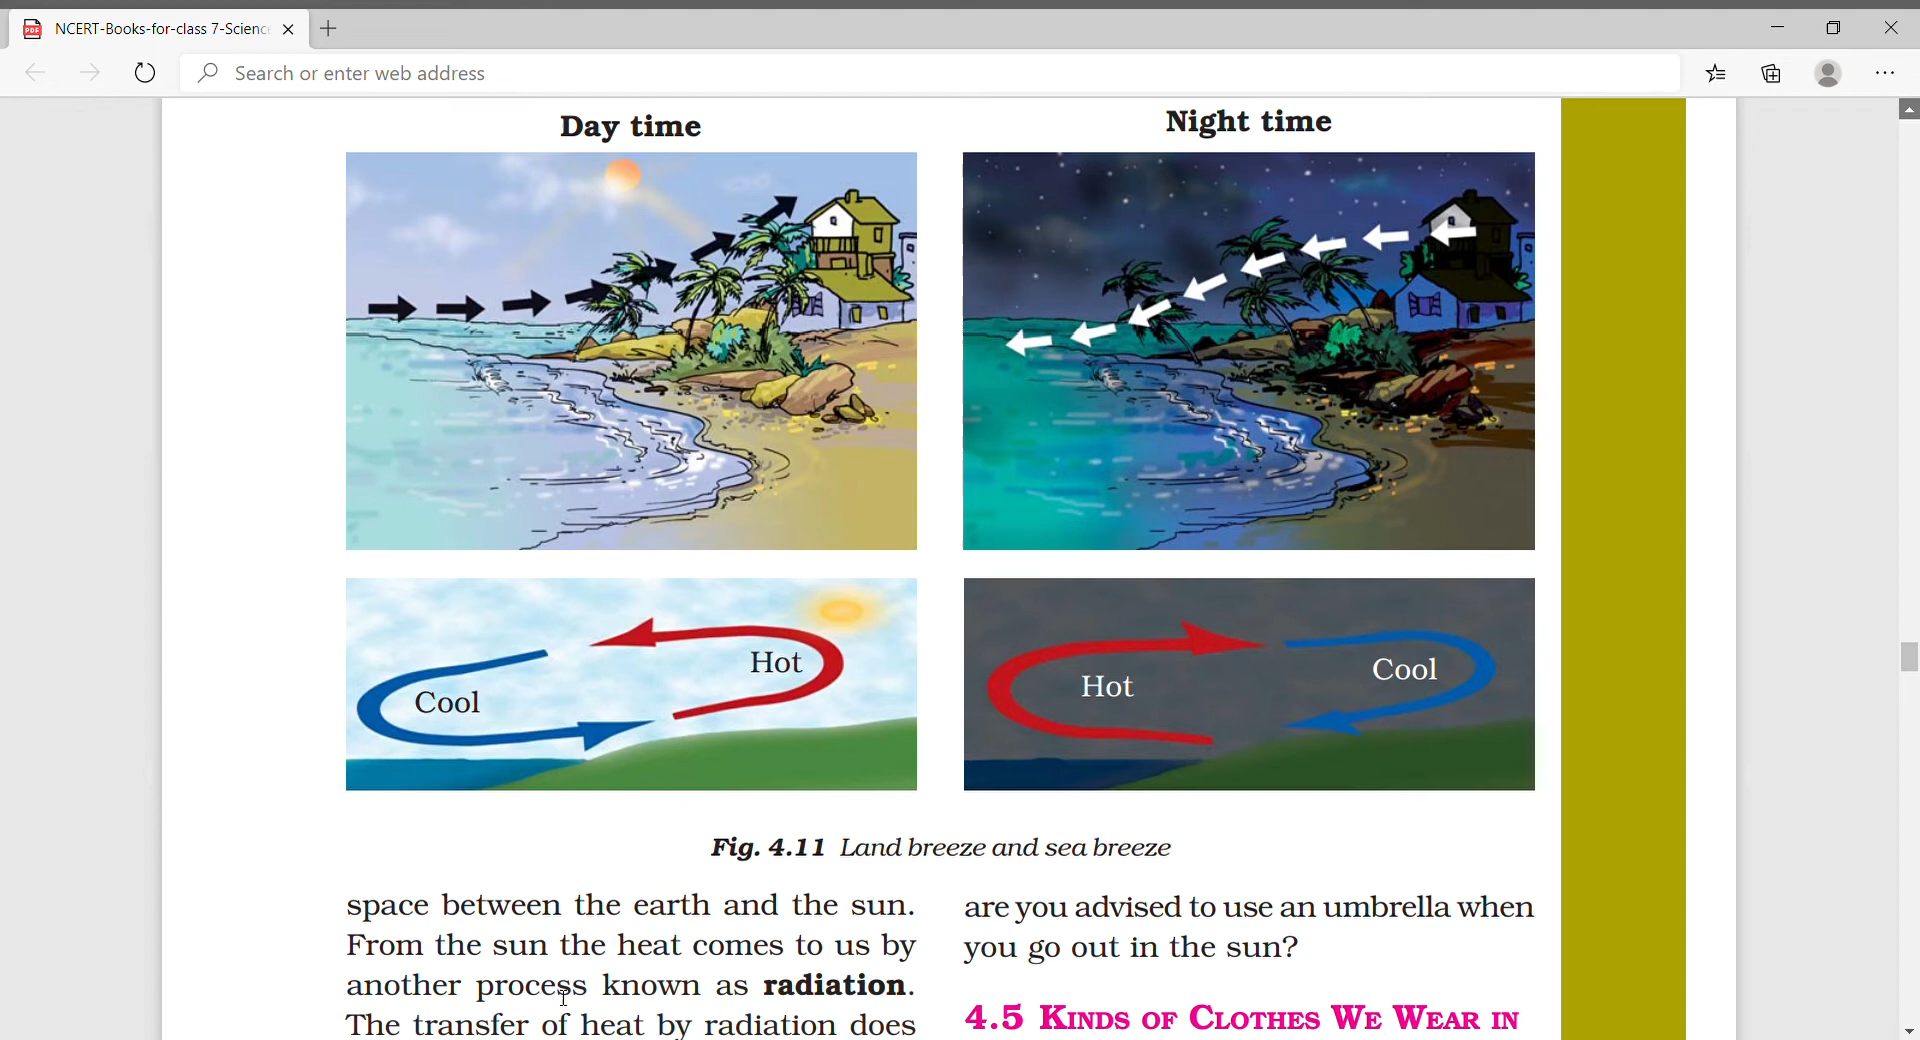 NCERT-Books-for-class 7-Scienc
Search or enter web address
Day time
Night time
Hot
Cool
Hot
Cool
Fig. 4.11 Land breeze and sea breeze
space between the earth and the sun.
From the sun the heat comes to us by
another process known as radiation.
The transfer of heat by radiation does
are you advised to use an umbrella when
you go out in the sun?
4.5 KINDS OF CLOTHES WE WEAR IN